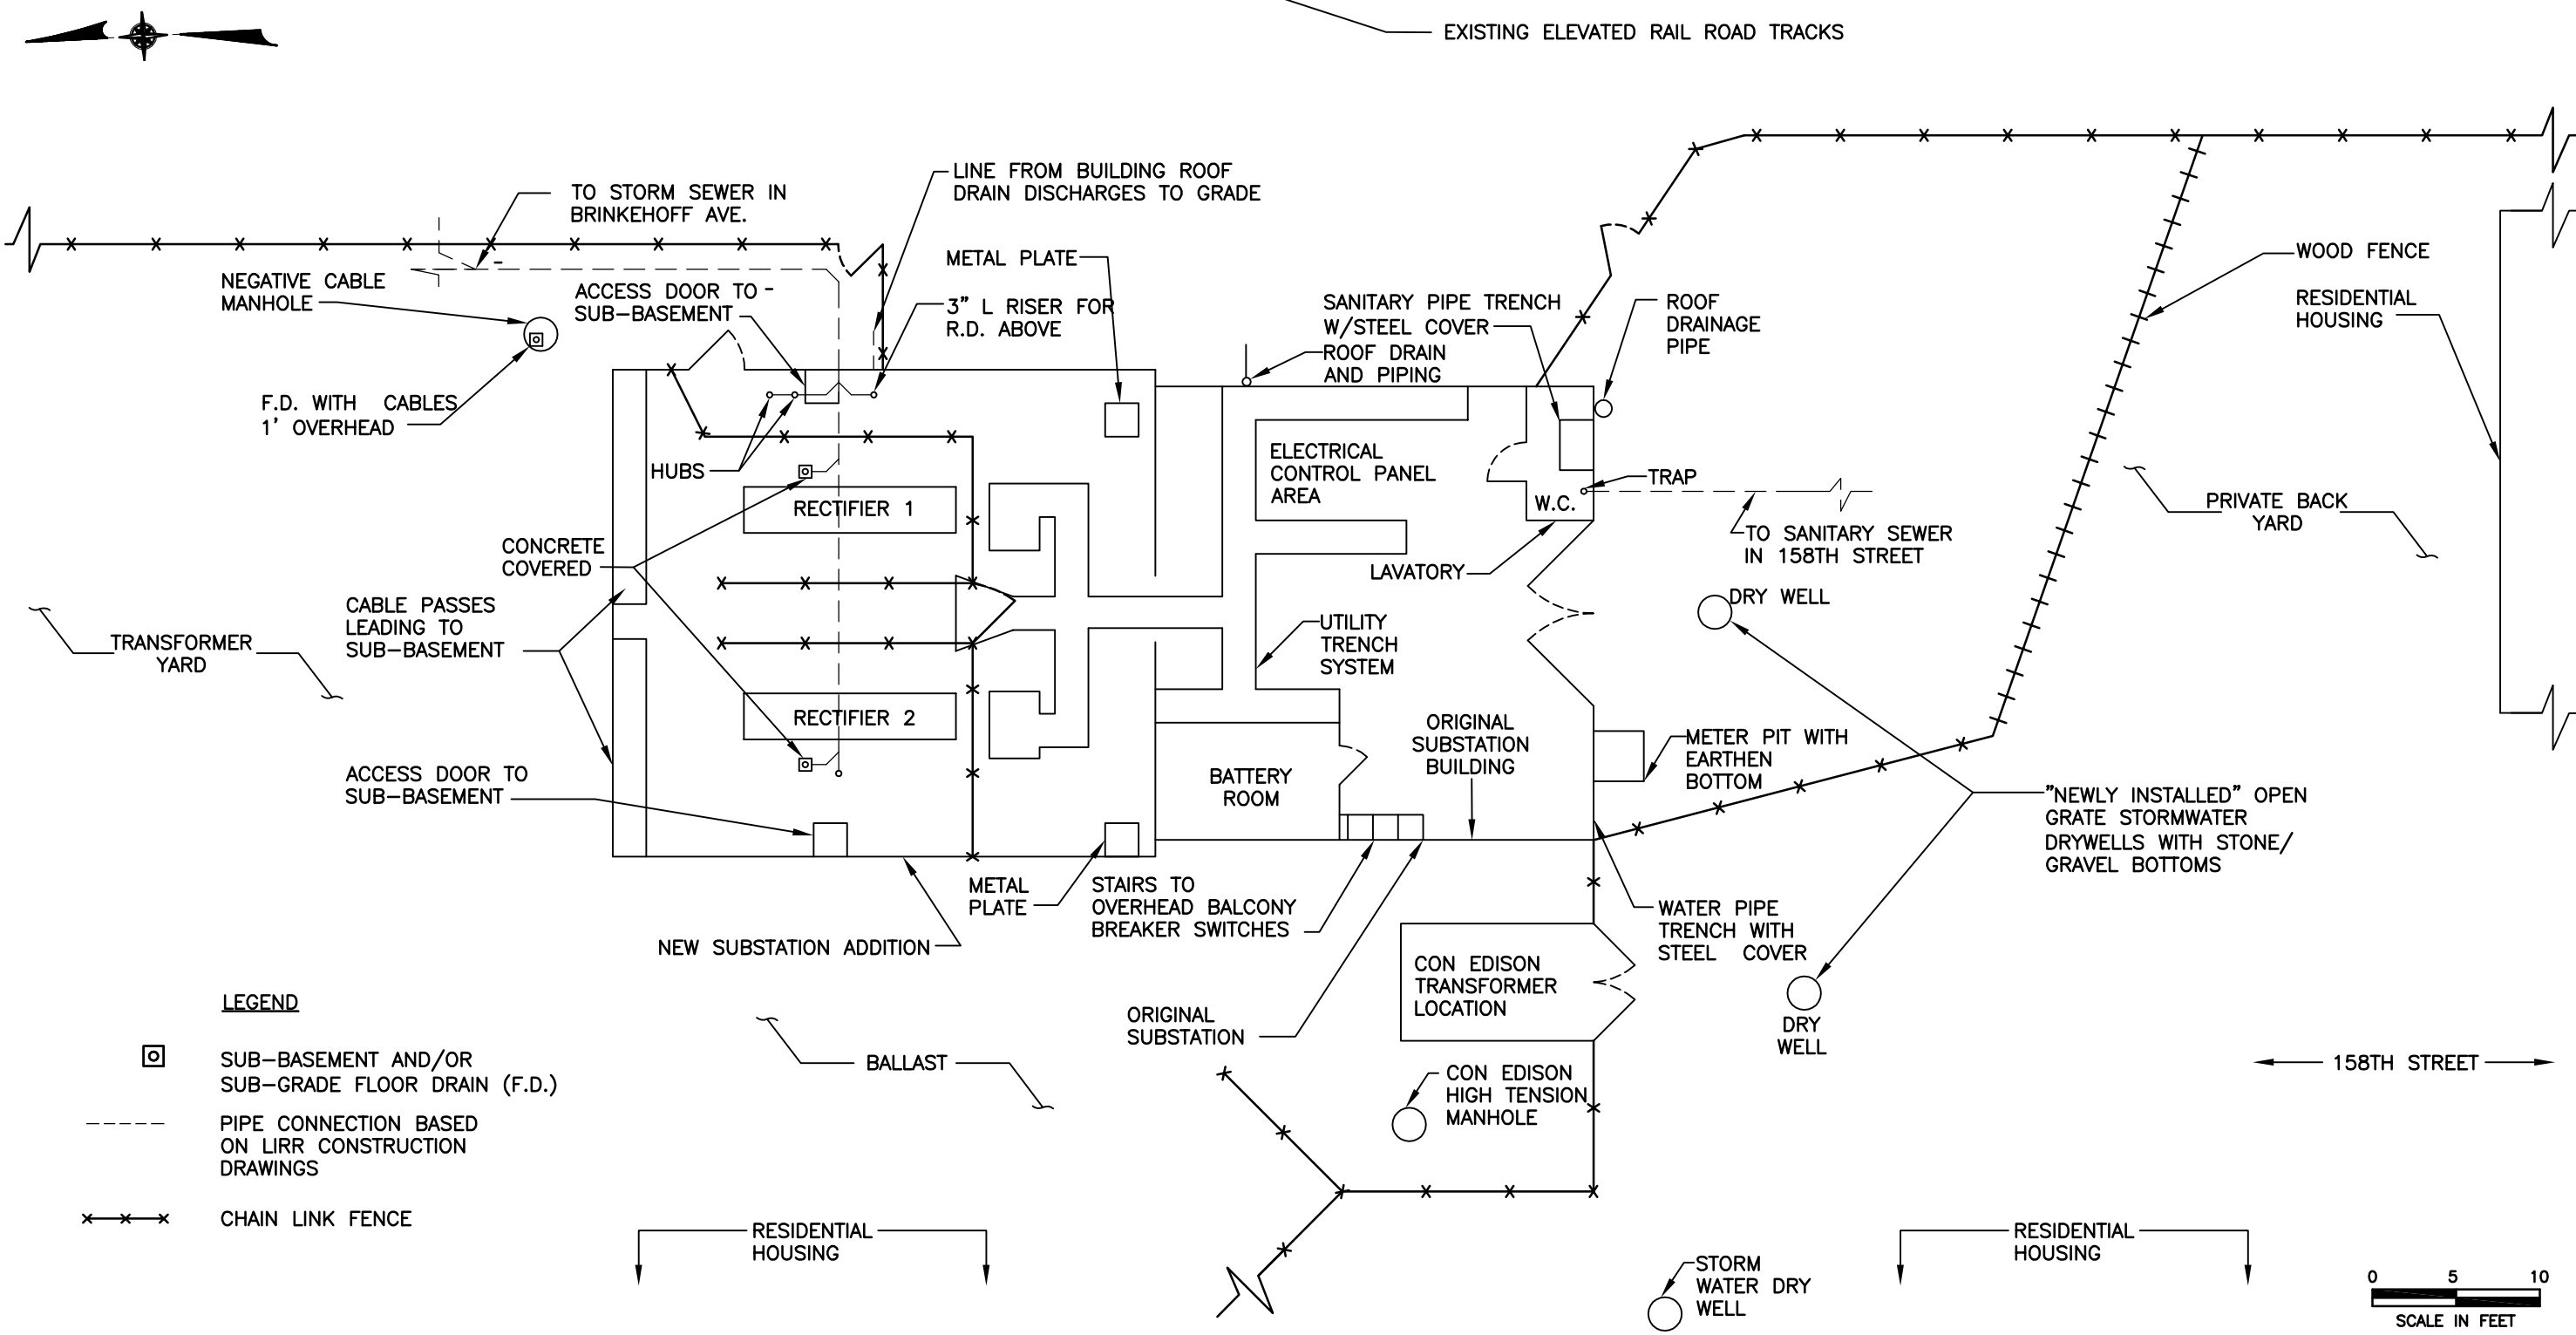 EXISTING ELEVATED RAIL ROAD TRACKS
TO STORM SEWER IN
BRINKEHOFF AVE.
LINE FROM BUILDING ROOF
DRAIN DISCHARGES TO GRADE
NEGATIVE CABLE
MANHOLE
ACCESS DOOR TO
SUB-BASEMENT
METAL PLATE
3" L RISER FOR
R.D. ABOVE
SANITARY PIPE TRENCH
W/STEEL COVER
ROOF DRAIN
AND PIPING
ROOF
DRAINAGE
PIPE
WOOD FENCE
RESIDENTIAL
HOUSING
F.D. WITH CABLES
1' OVERHEAD
HUBS
RECTIFIER 1
ELECTRICAL
CONTROL PANEL
AREA
W.C.
TRAP
TO SANITARY SEWER
IN 158TH STREET
PRIVATE BACK
YARD
CONCRETE
COVERED
LAVATORY
DRY WELL
CABLE PASSES
LEADING TO
SUB-BASEMENT
TRANSFORMER
YARD
UTILITY
TRENCH
SYSTEM
RECTIFIER 2
ORIGINAL
SUBSTATION
BUILDING
METER PIT WITH
EARTHEN
BOTTOM
ACCESS DOOR TO
SUB-BASEMENT
BATTERY
ROOM
"NEWLY INSTALLED" OPEN
GRATE STORMWATER
DRYWELLS WITH STONE/
GRAVEL BOTTOMS
METAL
PLATE
STAIRS TO
OVERHEAD BALCONY
BREAKER SWITCHES
WATER PIPE
TRENCH WITH
STEEL COVER
NEW SUBSTATION ADDITION
CON EDISON
TRANSFORMER
LOCATION
ORIGINAL
SUBSTATION
DRY
WELL
LEGEND
SUB-BASEMENT AND/OR
SUB-GRADE FLOOR DRAIN (F.D.)
PIPE CONNECTION BASED
ON LIRR CONSTRUCTION
DRAWINGS
CHAIN LINK FENCE
BALLAST
CON EDISON
HIGH TENSION
MANHOLE
158TH STREET
RESIDENTIAL
HOUSING
STORM
WATER DRY
WELL
RESIDENTIAL
HOUSING
0 5 10
SCALE IN FEET